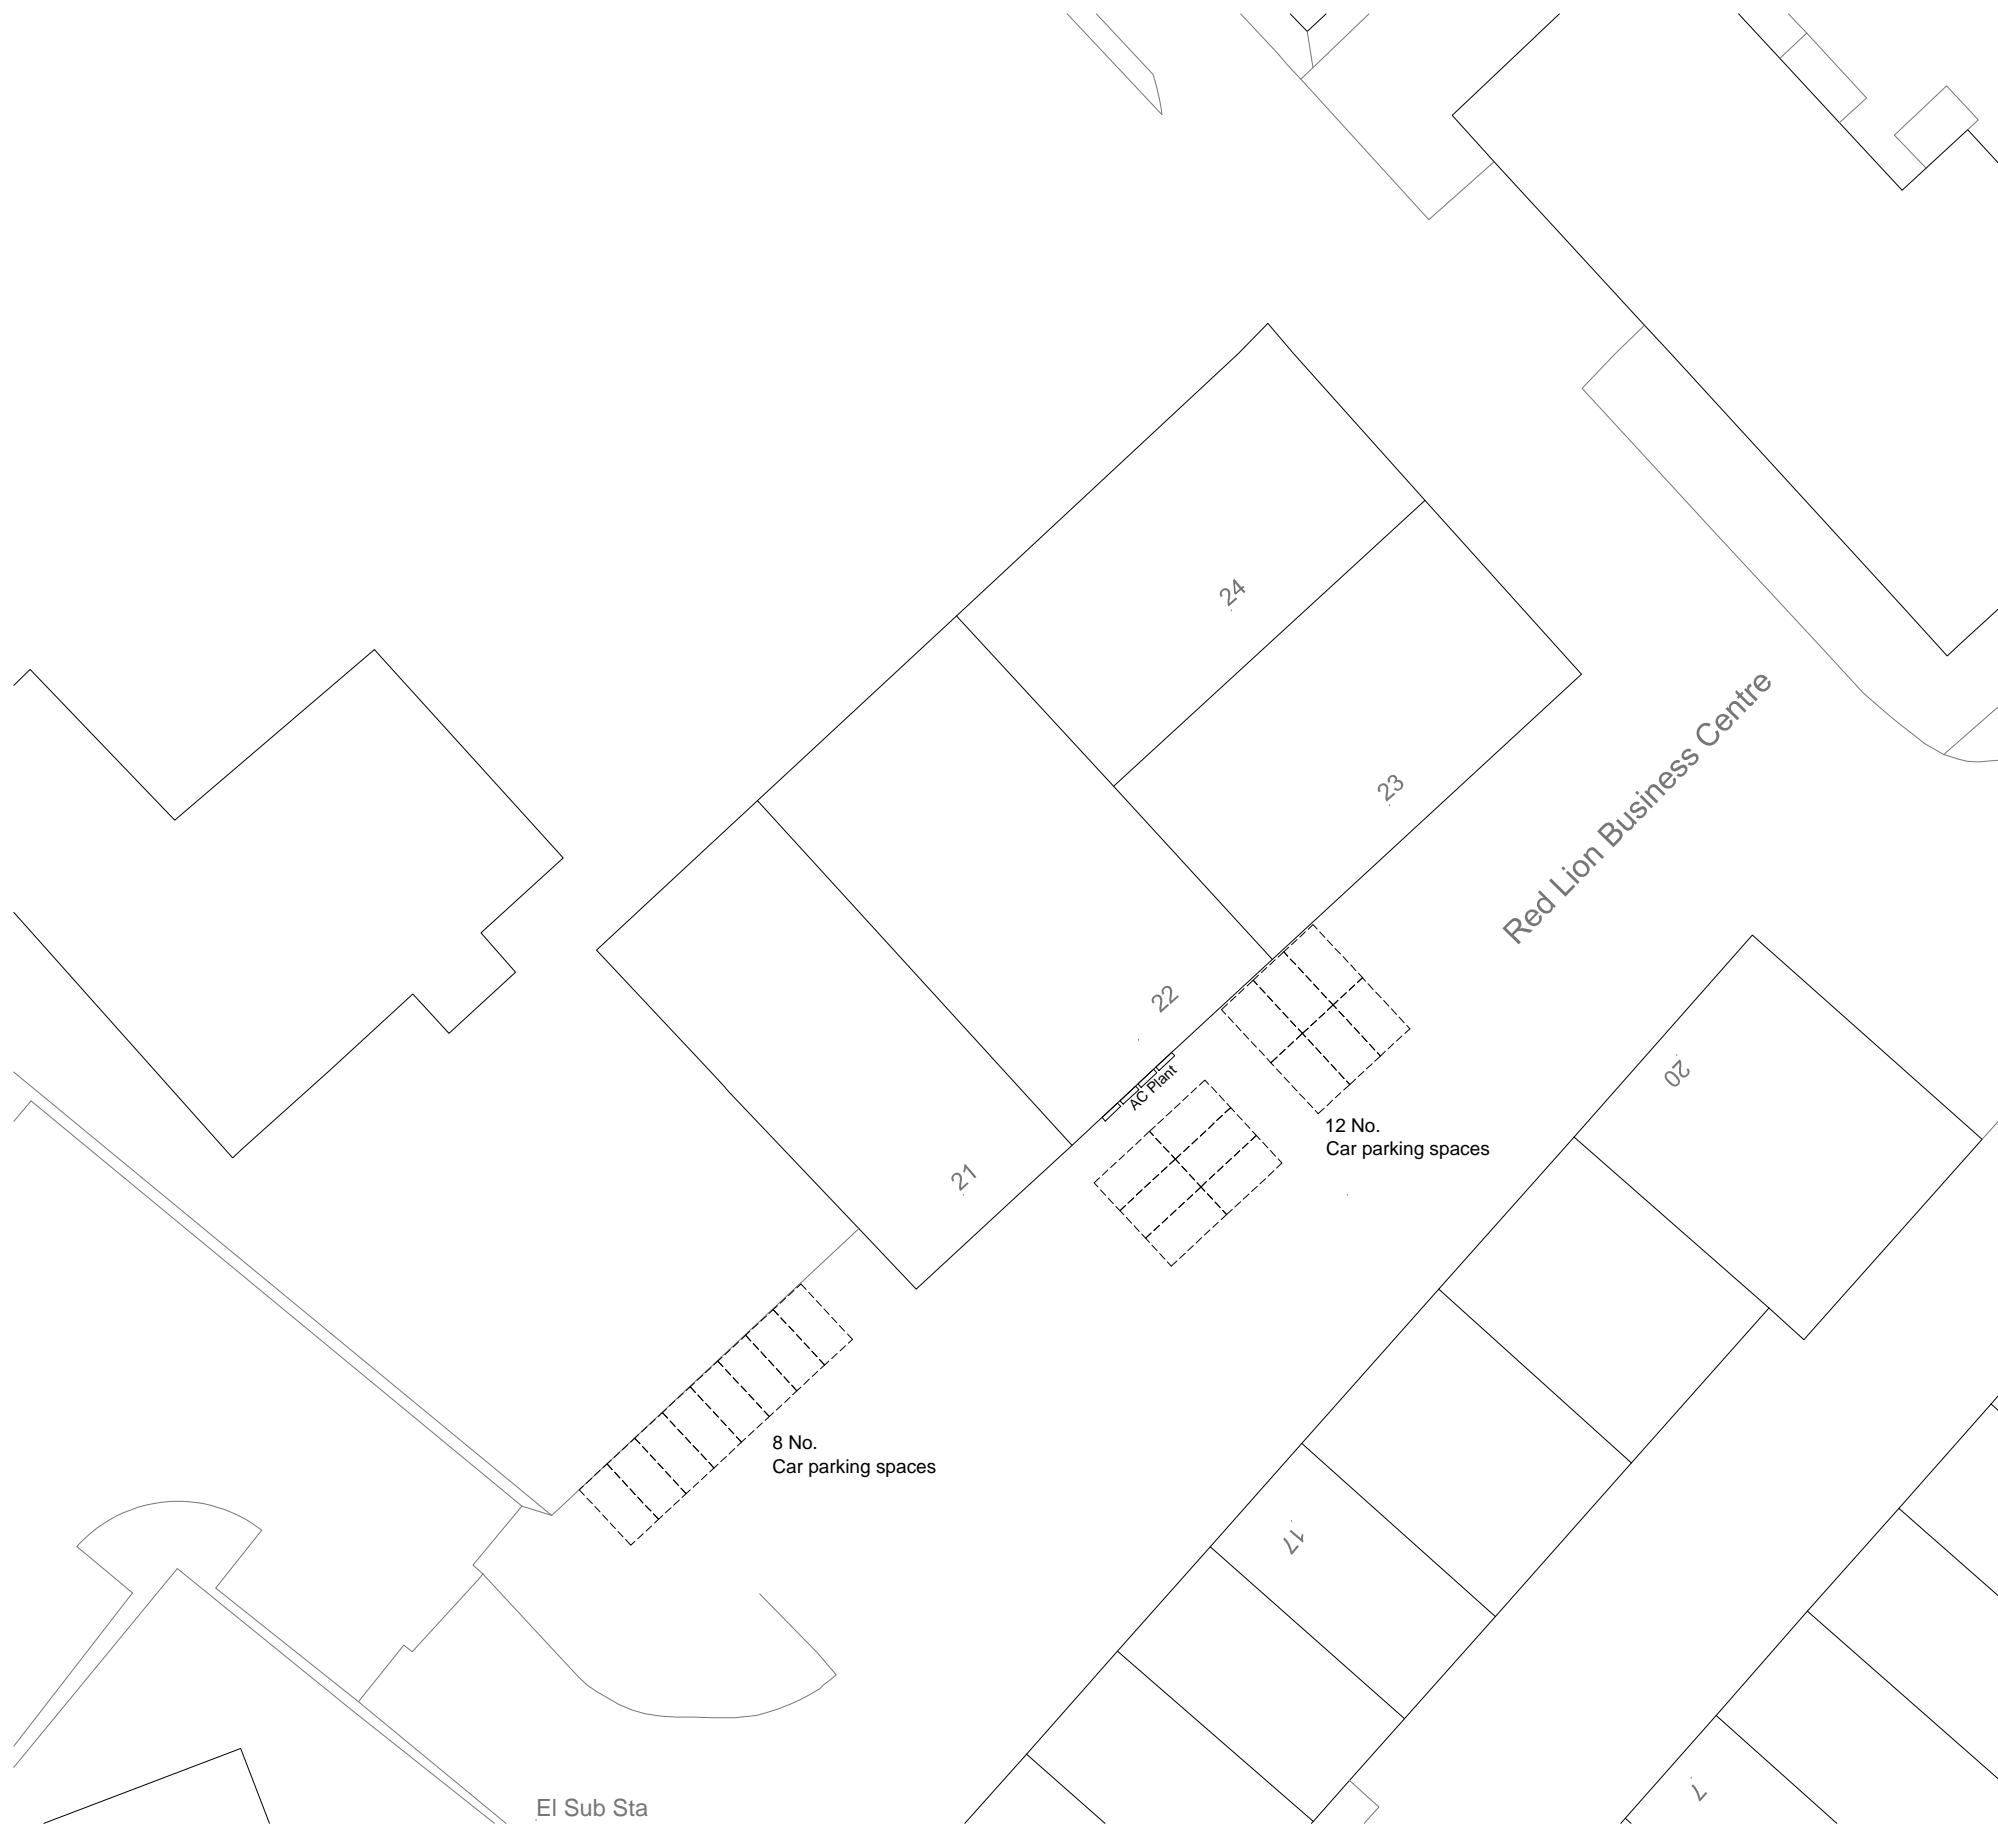 24
23
Red Lion Business Centre
22
AC Plant
20
12 No.
Car parking spaces
21
8 No.
Car parking spaces
17
7
El Sub Sta